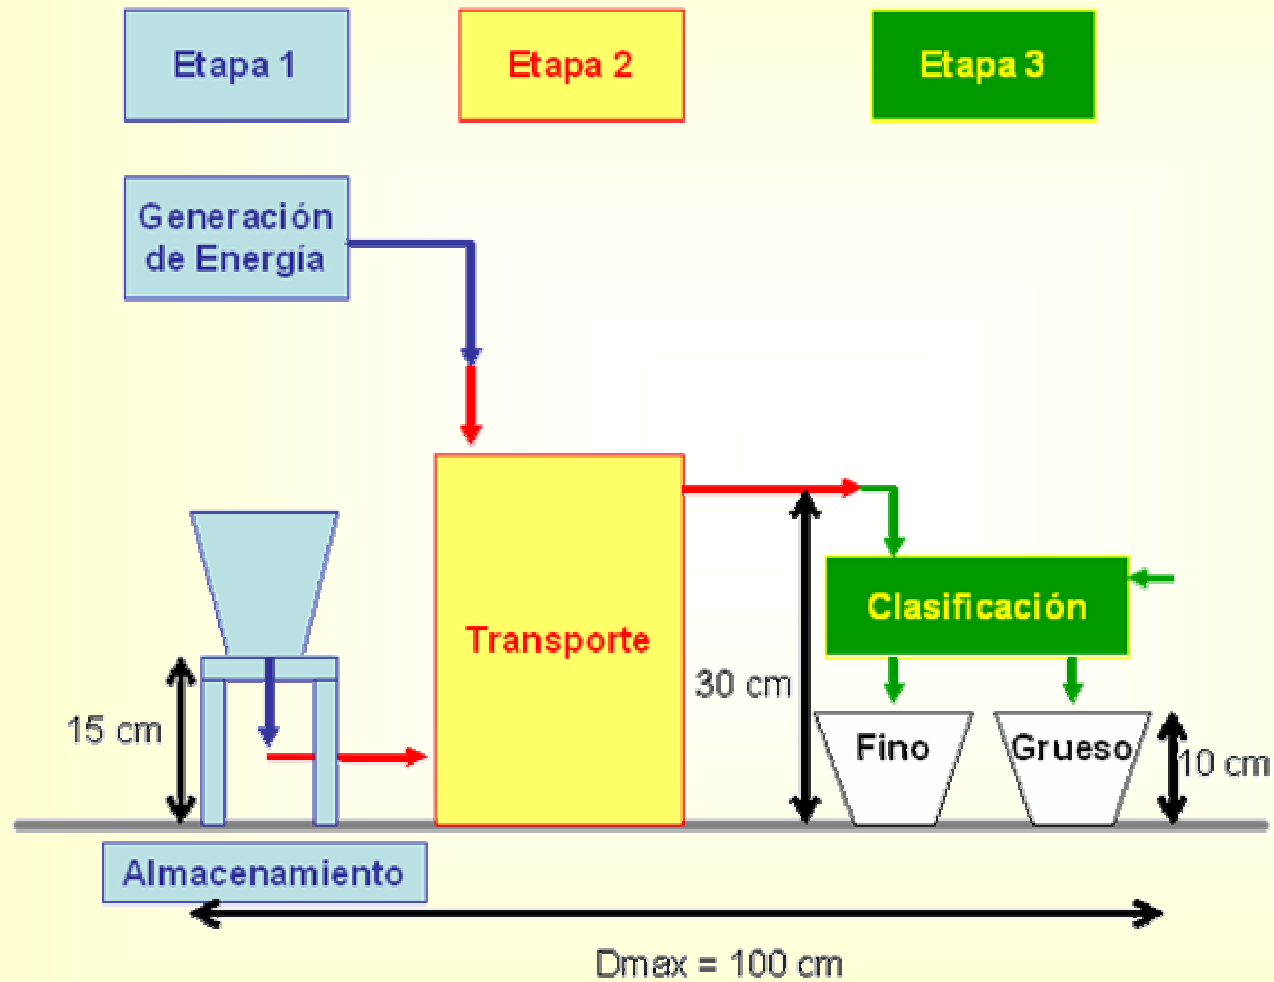 Etapa 1
Etapa 2
Etapa 3
Generación
de Energía
Transporte
Clasificación
30 cm
15 cm
Fino
Grueso
10 cm
Almacenamiento
Dmax = 100 cm